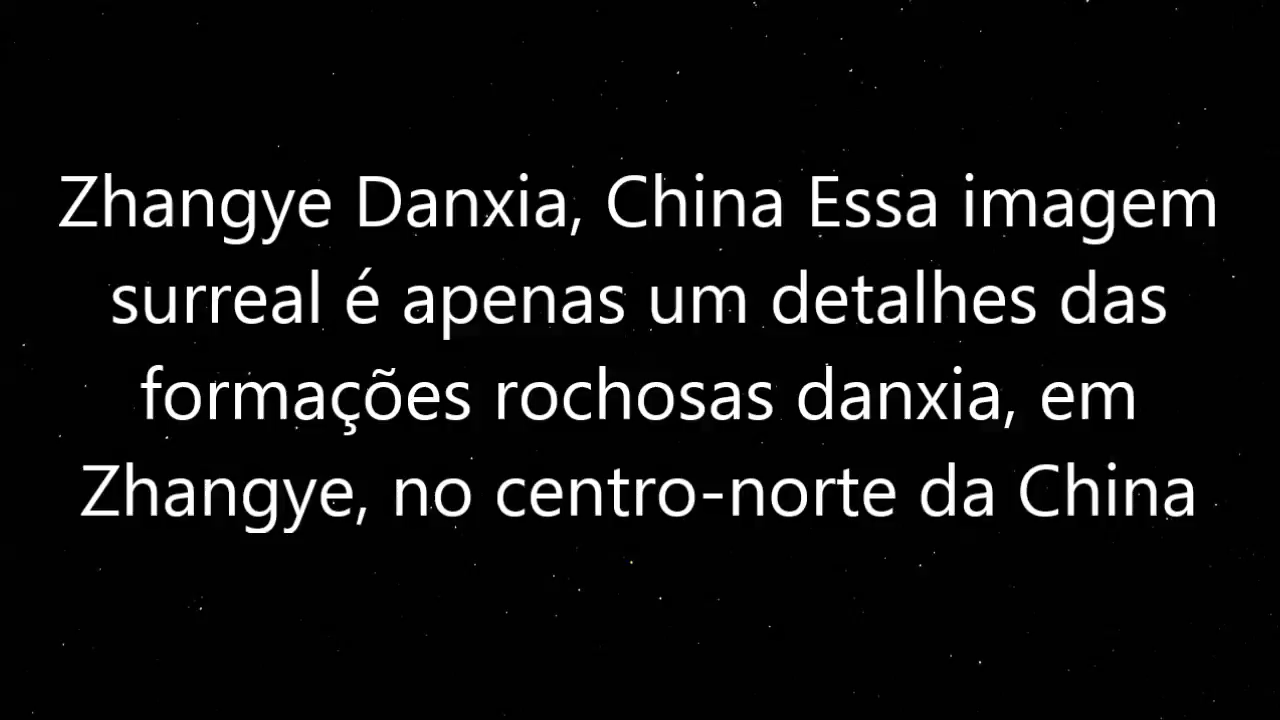 Zhangye Danxia, China Essa imagem
surreal é apenas um detalhes das
formações rochosas danxia, em
Zhangye, no centro-norte da China